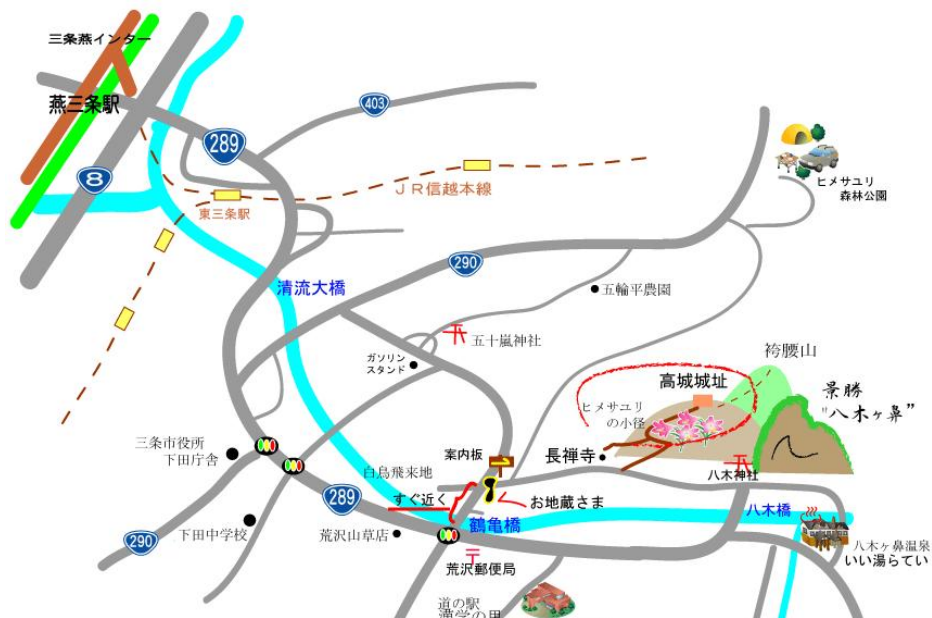 三条燕インター
燕三条駅
403
289
8
ヒメサユリ
森林公園
JR信越本線
東三条駅
290
清流大橋
五輪平農園
五十嵐神社
ガソリン
スタンド
袴腰山
高城城址
景勝
"八木ヶ鼻"
ヒメサユリ
の小径
三条市役所
下田庁舎
案内板
長禅寺
白鳥飛来地
八木神社
289
すぐ近く
お地蔵さま
八木橋
鶴亀橋
下田中学校
荒沢山草店
290
八木ヶ鼻温泉
いい湯らてい
荒沢郵便局
道の駅
漢学の里